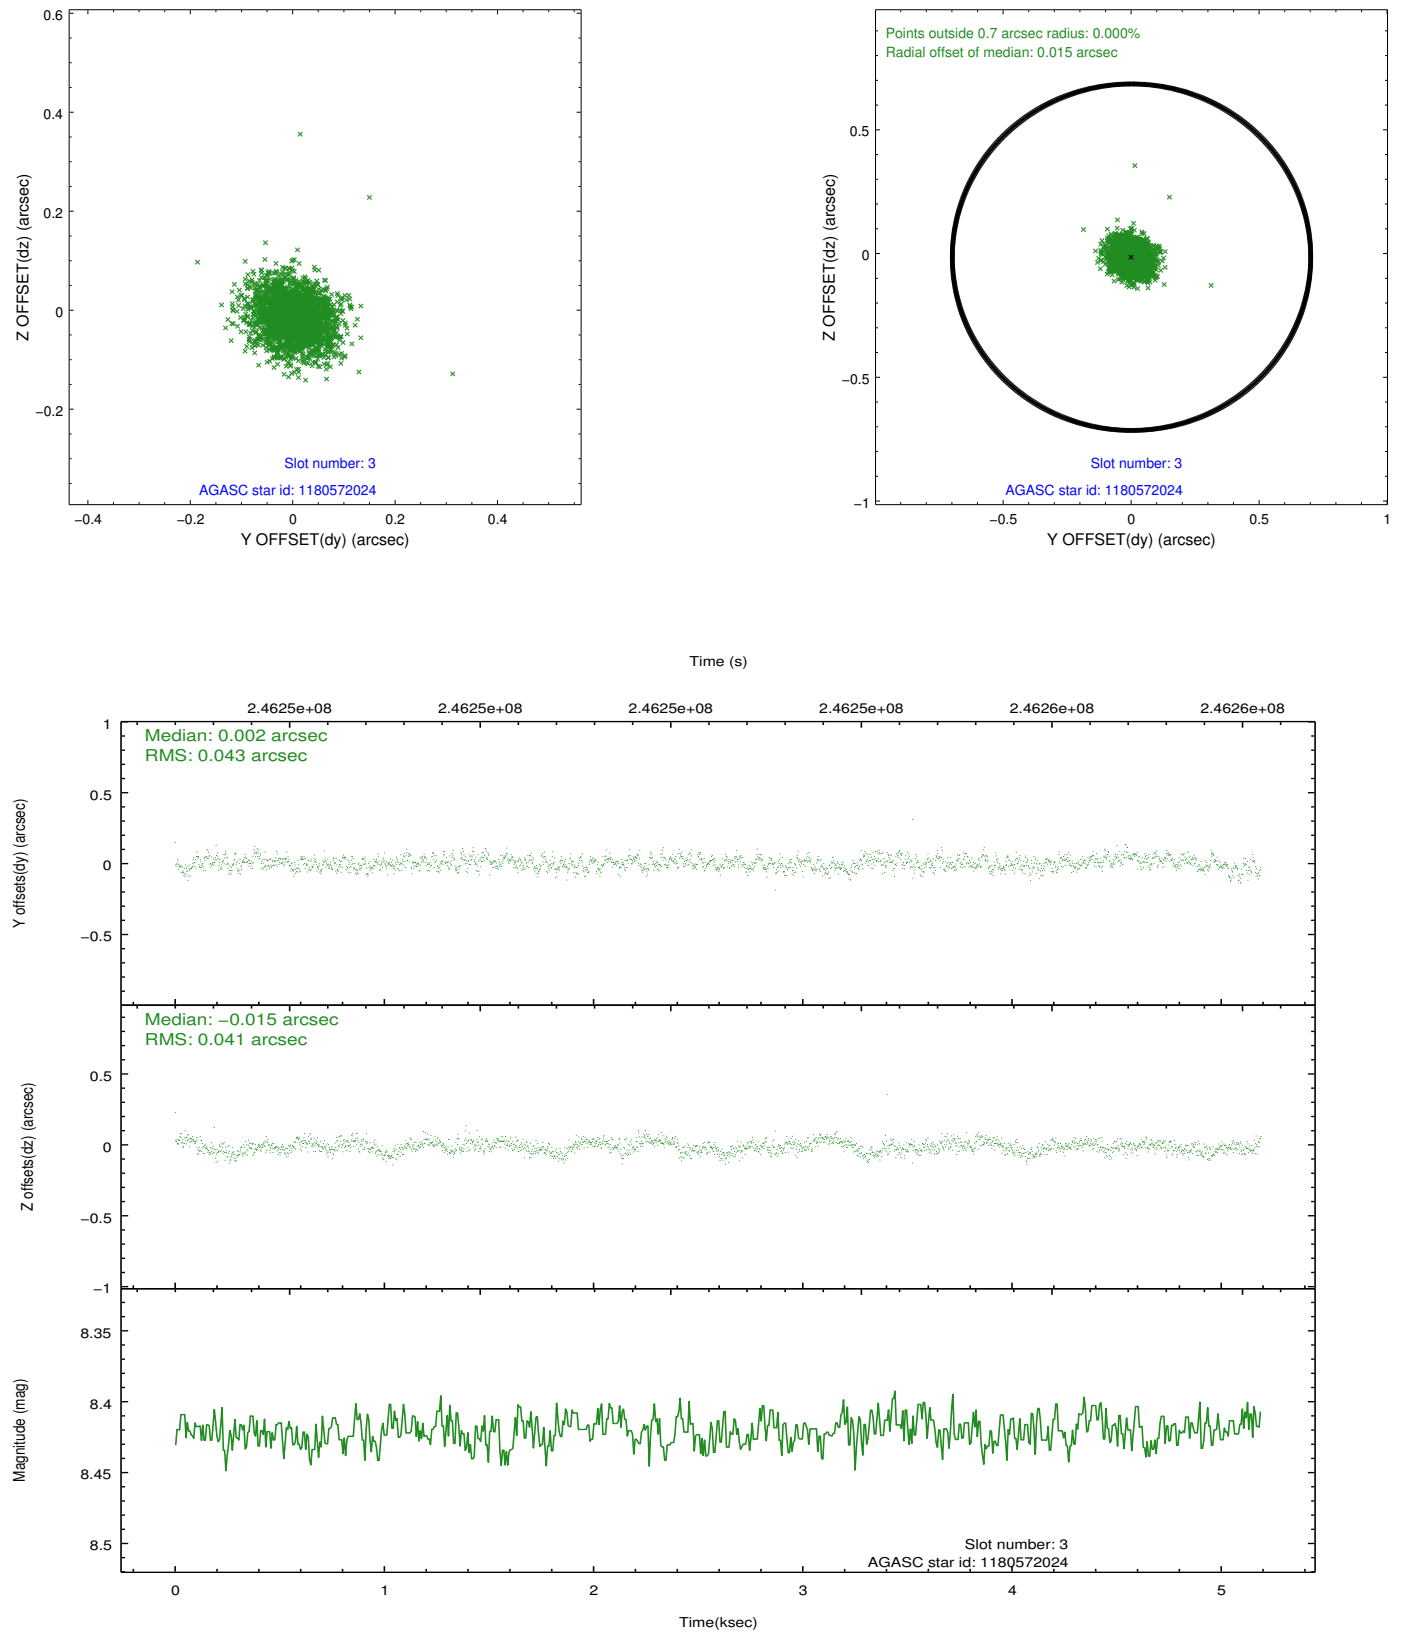 0.6
0.4
0.2
0
−0.2
Z OFFSET(dz) (arcsec)
Slot number: 3
AGASC star id: 1180572024
−0.4 −0.2 0 0.2 0.4
Y OFFSET(dy) (arcsec)
Points outside 0.7 arcsec radius: 0.000%
Radial offset of median: 0.015 arcsec
0.5
0
−0.5
−1
Z OFFSET(dz) (arcsec)
Slot number: 3
AGASC star id: 1180572024
−0.5 0 0.5 1
Y OFFSET(dy) (arcsec)
Time (s)
2.4625e+08 2.4625e+08 2.4625e+08 2.4625e+08 2.4626e+08 2.4626e+08
Median: 0.002 arcsec
RMS: 0.043 arcsec
1
0.5
0
−0.5
Y offsets(dy) (arcsec)
Median: −0.015 arcsec
RMS: 0.041 arcsec
0.5
0
−0.5
−1
Z offsets(dz) (arcsec)
8.35
8.4
8.45
8.5
Magnitude (mag)
Slot number: 3
AGASC star id: 1180572024
0 1 2 3 4 5
Time(ksec)